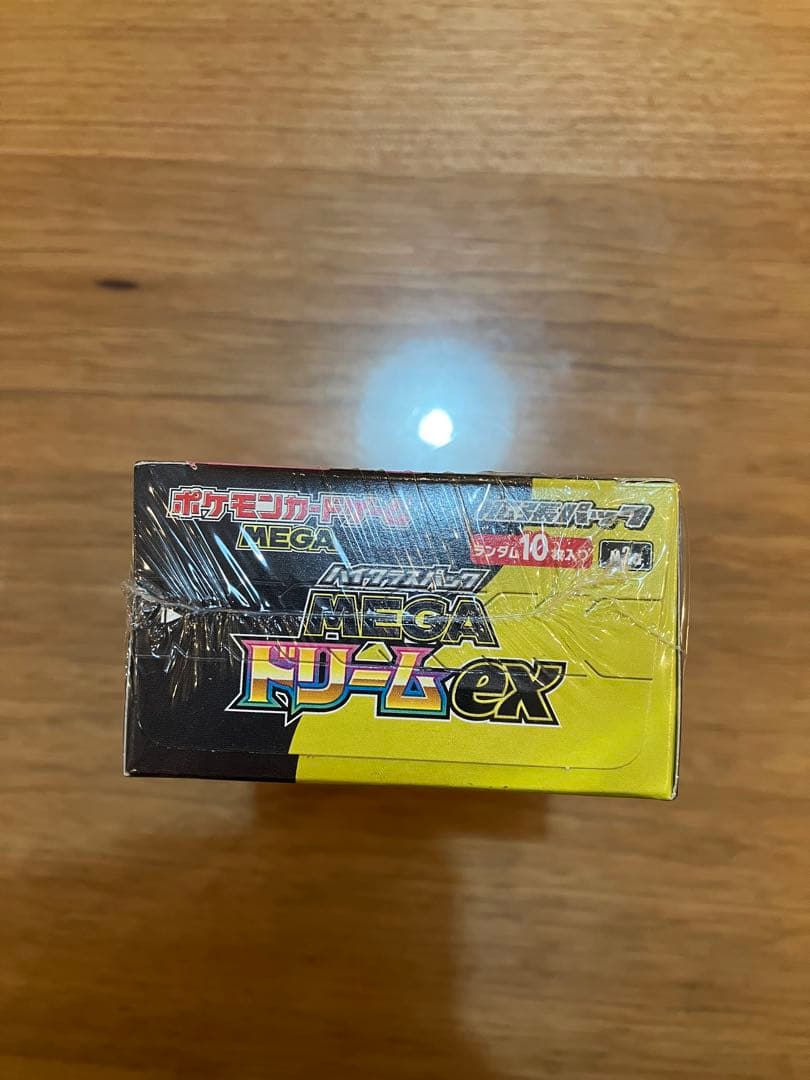 ポケモンカードゲーム
MEGA
拡張パック
ランダム10枚入り
m2a
ハイクラスパック
MEGA
ドリームex